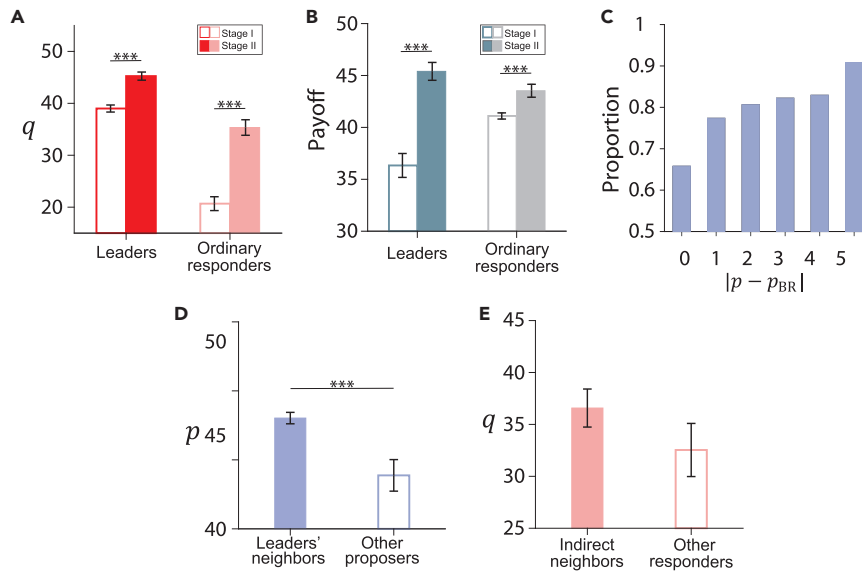 A
Stage I
Stage II
***
***
q
50
40
30
20
Leaders
Ordinary
responders
B
Stage I
Stage II
***
***
Payoff
50
45
40
35
30
Leaders
Ordinary
responders
C
Proportion
1
0.9
0.8
0.7
0.6
0.5
0
1
2
3
4
5
|p − pBR|
D
***
p
50
45
40
Leaders’
neighbors
Other
proposers
E
q
45
40
35
30
25
Indirect
neighbors
Other
responders